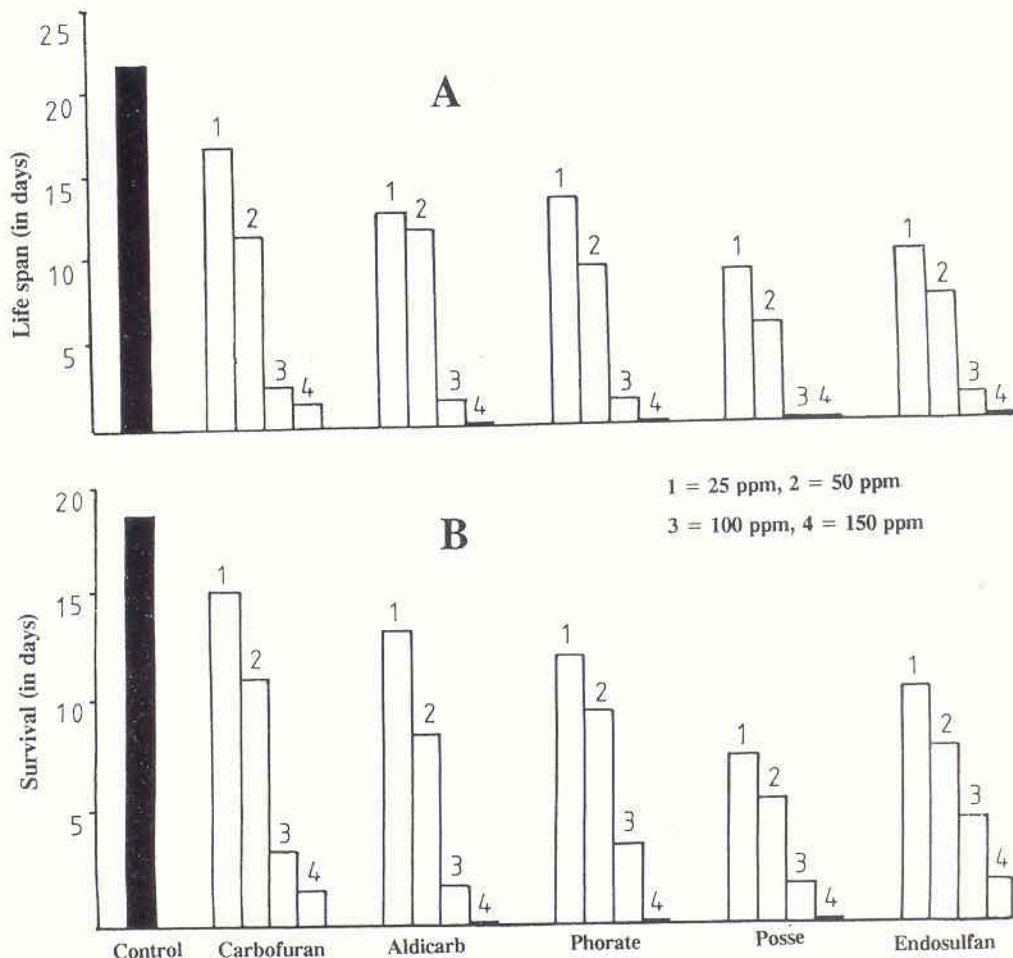 25
20
15
10
5
Life span (in days)
A
1 2 3 4
1 2 3 4
1 2 3 4
1 2 3 4
1 2 3 4
1 = 25 ppm, 2 = 50 ppm
3 = 100 ppm, 4 = 150 ppm
20
15
10
5
Survival (in days)
B
1 2 3 4
1 2 3 4
1 2 3 4
1 2 3 4
1 2 3 4
Control Carbofuran Aldicarb Phorate Posse Endosulfan